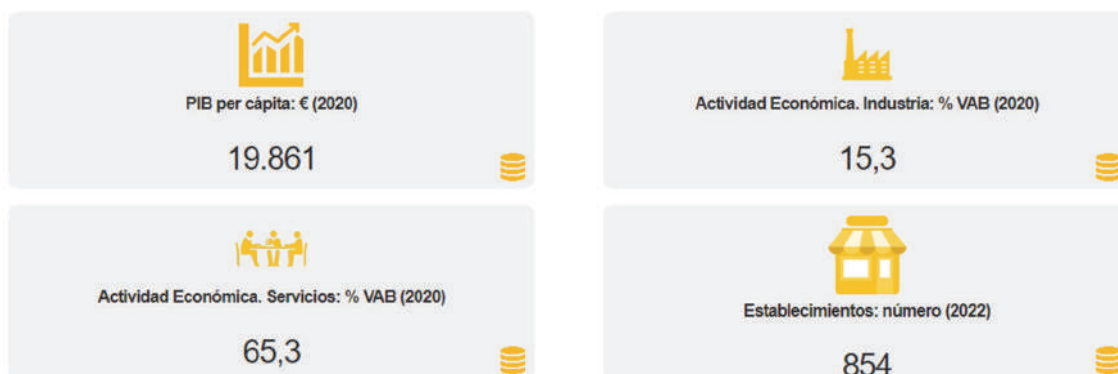 PIB per cápita: € (2020)
19.861
Actividad Económica. Industria: % VAB (2020)
15,3
Actividad Económica. Servicios: % VAB (2020)
65,3
Establecimientos: número (2022)
854